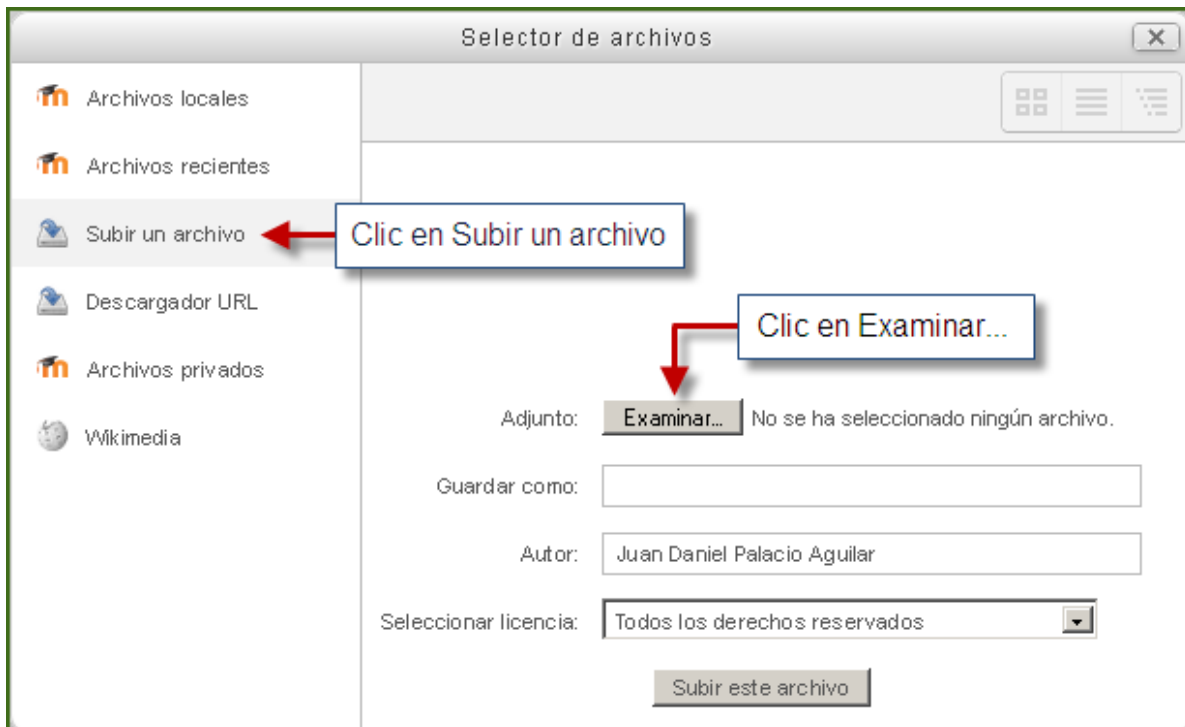 Selector de archivos
Archivos locales
Archivos recientes
Subir un archivo
Clic en Subir un archivo
Descargador URL
Clic en Examinar...
Archivos privados
Wikimedia
Adjunto: Examinar... No se ha seleccionado ningún archivo.
Guardar como:
Autor: Juan Daniel Palacio Aguilar
Seleccionar licencia: Todos los derechos reservados
Subir este archivo